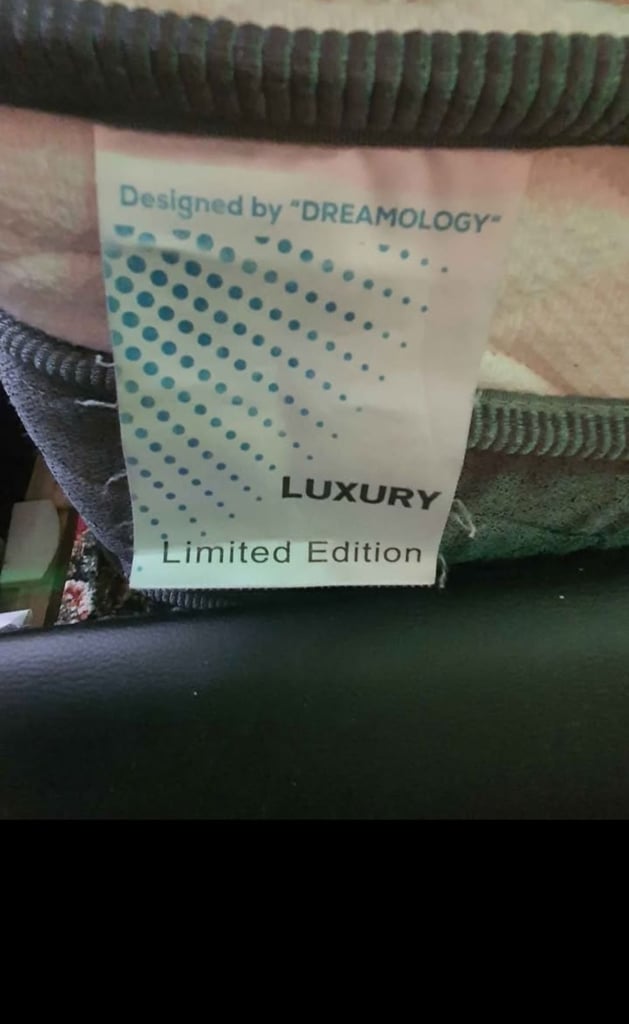 Designed by "DREAMOLOGY"
LUXURY
Limited Edition